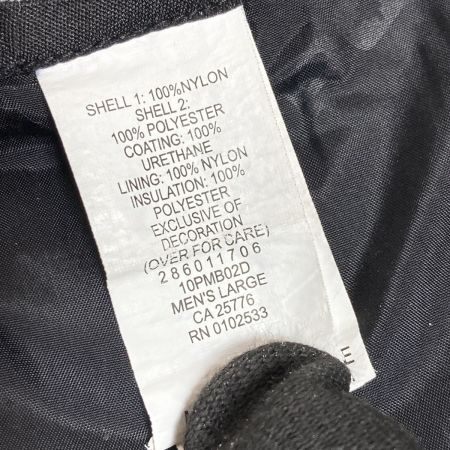 SHELL 1: 100%NYLON
SHELL 2:
100% POLYESTER
COATING: 100%
URETHANE
LINING: 100% NYLON
INSULATION: 100%
POLYESTER
EXCLUSIVE OF
DECORATION
(OVER FOR CARE)
286011706
10PMB02D
MEN'S LARGE
CA 25776
RN 0102533